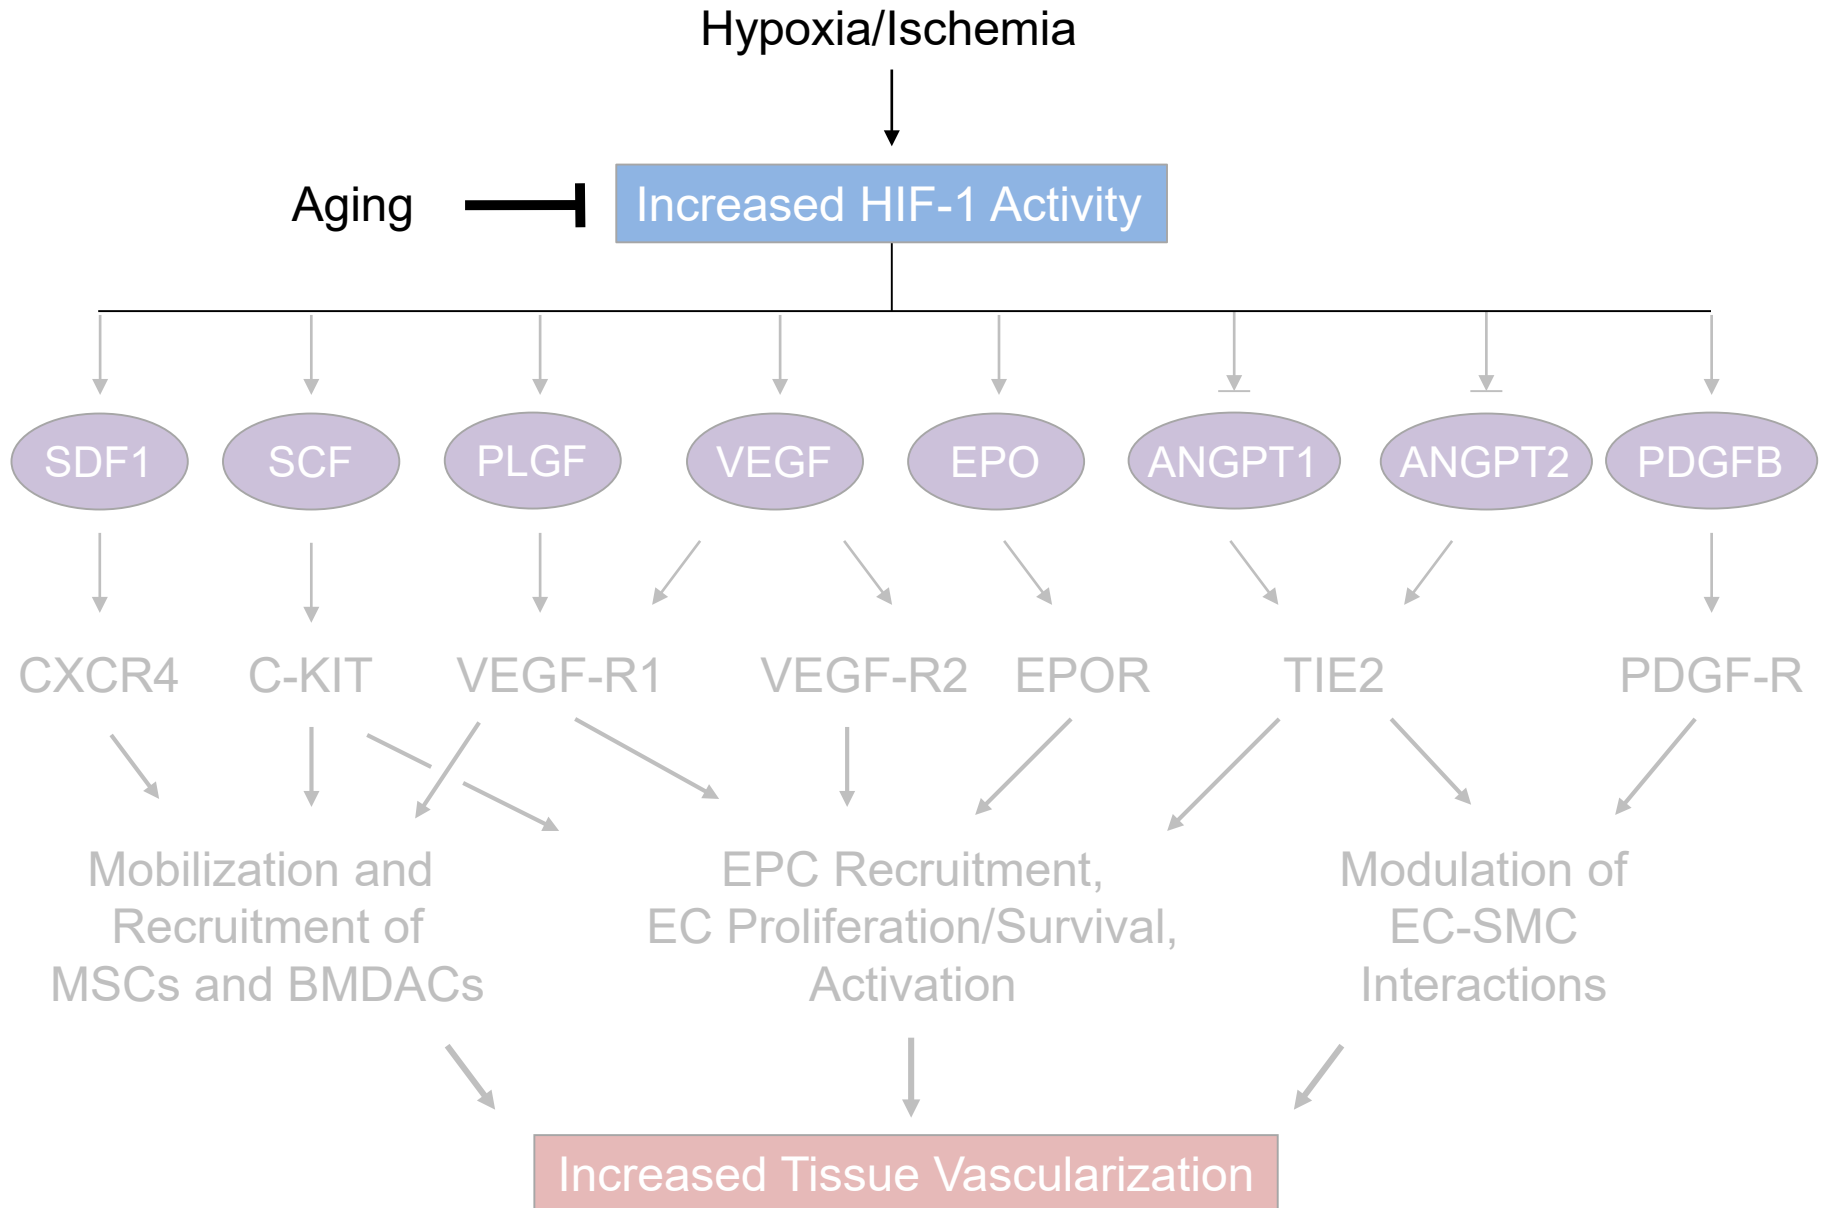 Hypoxia/Ischemia
Aging
Increased HIF-1 Activity
SDF1
SCF
PLGF
VEGF
EPO
ANGPT1
ANGPT2
PDGFB
CXCR4
C-KIT
VEGF-R1
VEGF-R2
EPOR
TIE2
PDGF-R
Mobilization and
Recruitment of
MSCs and BMDACs
EPC Recruitment,
EC Proliferation/Survival,
Activation
Modulation of
EC-SMC
Interactions
Increased Tissue Vascularization